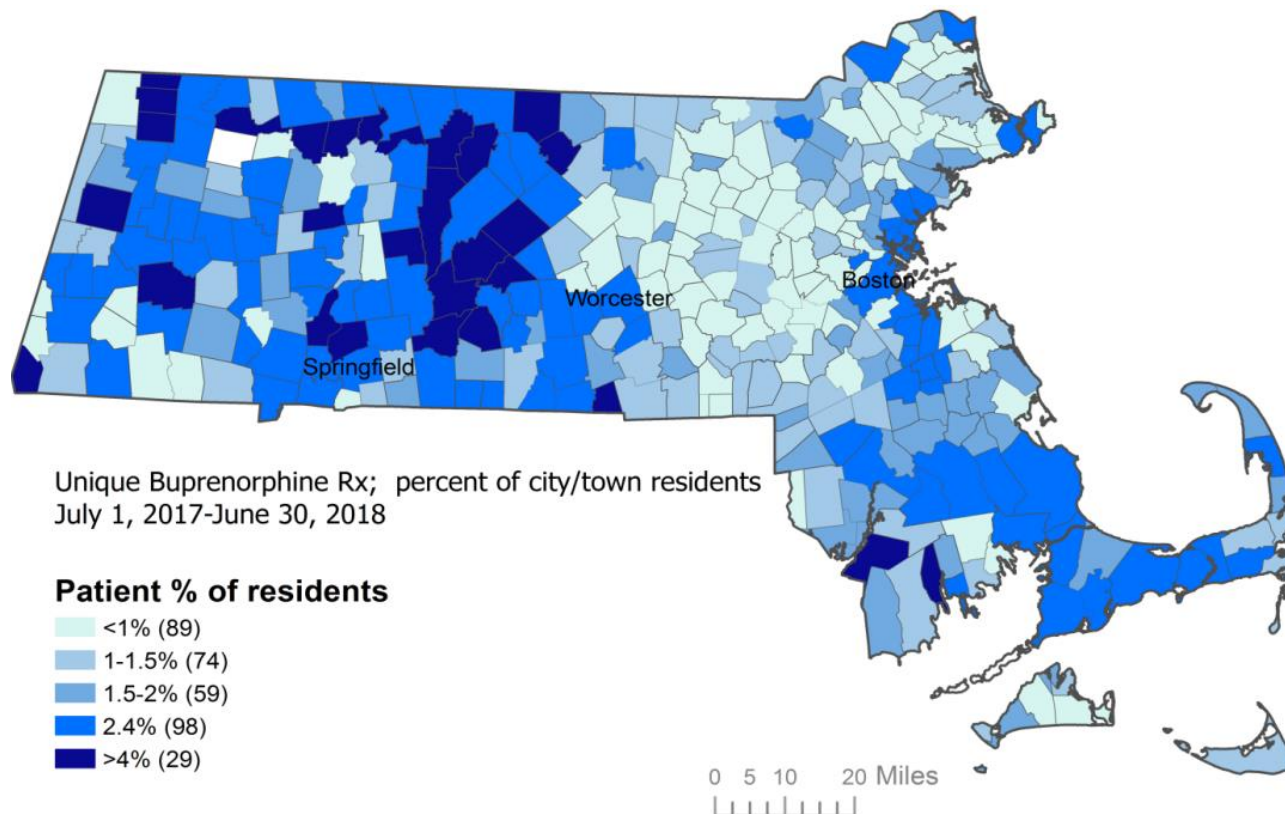 Boston
Worcester
Springfield
Unique Buprenorphine Rx;  percent of city/town residents
July 1, 2017-June 30, 2018
Patient % of residents
<1% (89)
1-1.5% (74)
1.5-2% (59)
2.4% (98)
>4% (29)
0 5 10 20 Miles